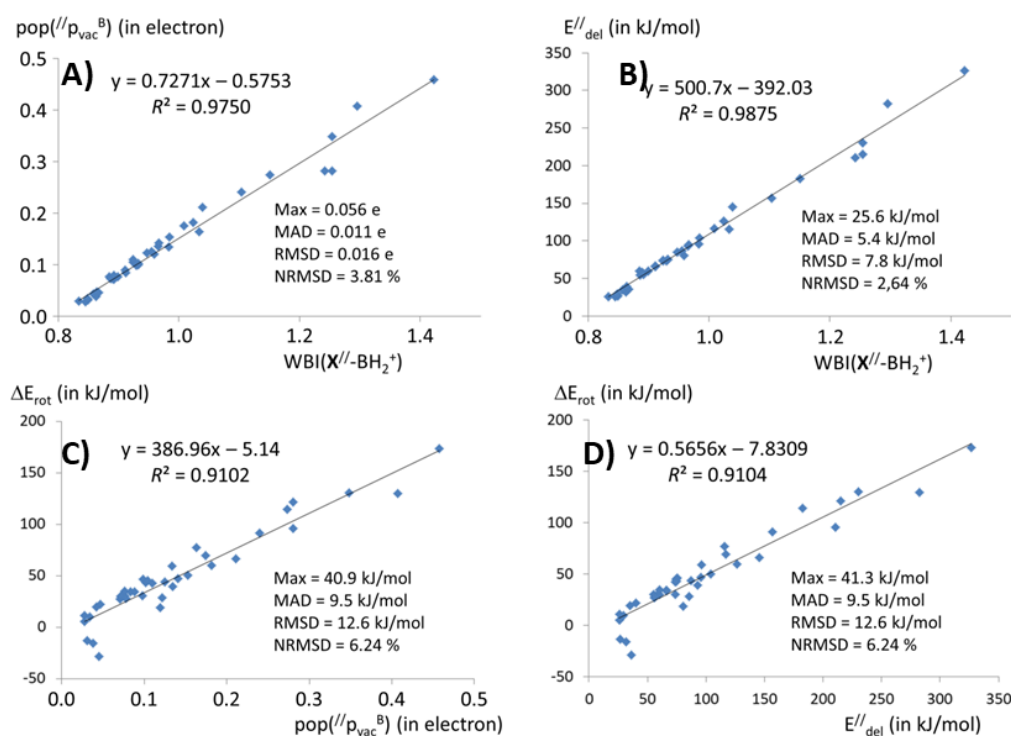 pop(//p_vac^B) (in electron)
A)
y = 0.7271x – 0.5753
R² = 0.9750
Max = 0.056 e
MAD = 0.011 e
RMSD = 0.016 e
NRMSD = 3.81 %
0.5
0.4
0.3
0.2
0.1
0.0
0.8 1.0 1.2 1.4
WBI(X^//-BH₂⁺)
E^//_del (in kJ/mol)
B)
y = 500.7x – 392.03
R² = 0.9875
Max = 25.6 kJ/mol
MAD = 5.4 kJ/mol
RMSD = 7.8 kJ/mol
NRMSD = 2,64 %
350
300
250
200
150
100
50
0
0.8 1.0 1.2 1.4
WBI(X^//-BH₂⁺)
ΔE_rot (in kJ/mol)
C)
y = 386.96x – 5.14
R² = 0.9102
Max = 40.9 kJ/mol
MAD = 9.5 kJ/mol
RMSD = 12.6 kJ/mol
NRMSD = 6.24 %
200
150
100
50
0
-50
0.0 0.1 0.2 0.3 0.4 0.5
pop(//p_vac^B) (in electron)
ΔE_rot (in kJ/mol)
D)
y = 0.5656x – 7.8309
R² = 0.9104
Max = 41.3 kJ/mol
MAD = 9.5 kJ/mol
RMSD = 12.6 kJ/mol
NRMSD = 6.24 %
200
150
100
50
0
-50
0 50 100 150 200 250 300
E^//_del (in kJ/mol)